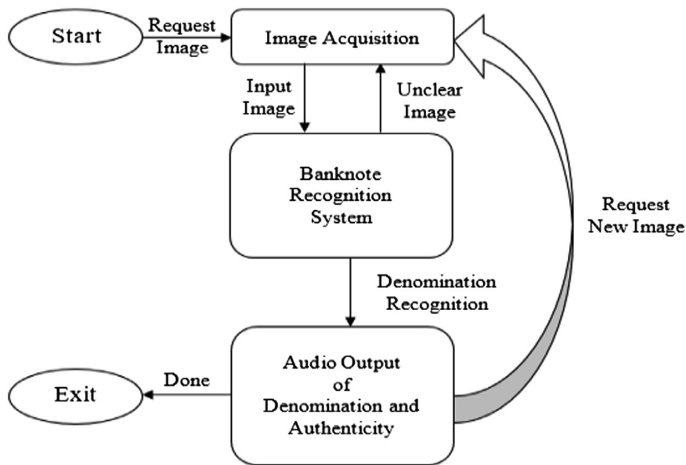 Start
Request
Image
Image Acquisition
Input
Image
Unclear
Image
Banknote
Recognition
System
Request
New Image
Denomination
Recognition
Audio Output
of
Denomination and
Authenticity
Done
Exit